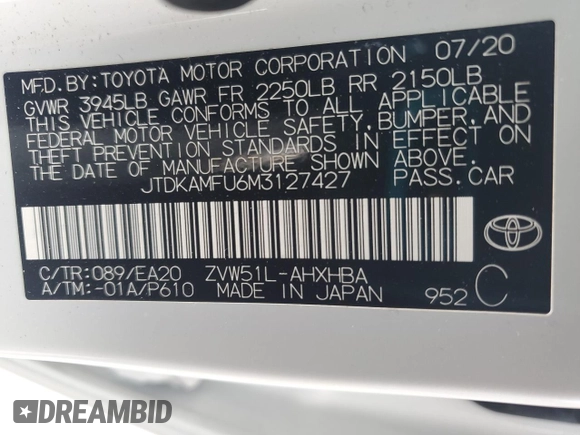 MFD. BY: TOYOTA MOTOR CORPORATION 07/20
GVWR 3945LB GAWR FR 2250LB RR 2150LB
THIS VEHICLE CONFORMS TO ALL APPLICABLE
FEDERAL MOTOR VEHICLE SAFETY, BUMPER, AND
THEFT PREVENTION STANDARDS IN EFFECT ON
THE DATE OF MANUFACTURE SHOWN ABOVE.
JTDKAMFU6M3127427 PASS. CAR
C/TR:089/EA20 ZVW51L-AHXHBA
A/TM:-01A/P610 MADE IN JAPAN 952 C
DREAMBID